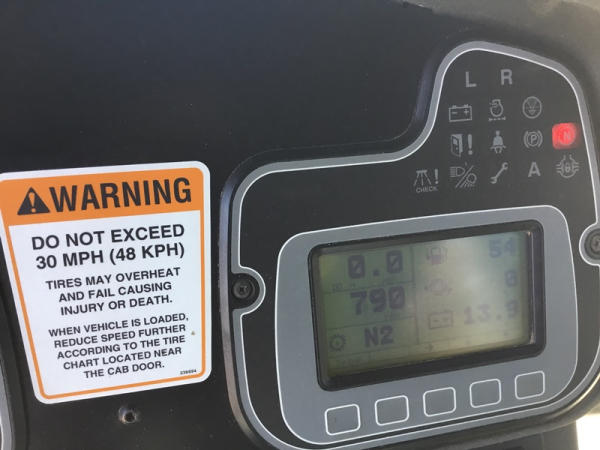 WARNING
DO NOT EXCEED
30 MPH (48 KPH)
TIRES MAY OVERHEAT
AND FAIL CAUSING
INJURY OR DEATH.
WHEN VEHICLE IS LOADED,
REDUCE SPEED FURTHER
ACCORDING TO THE TIRE
CHART LOCATED NEAR
THE CAB DOOR.
L R
N
(P)
CHECK
A
0.0 54
790 0
N2 13.9